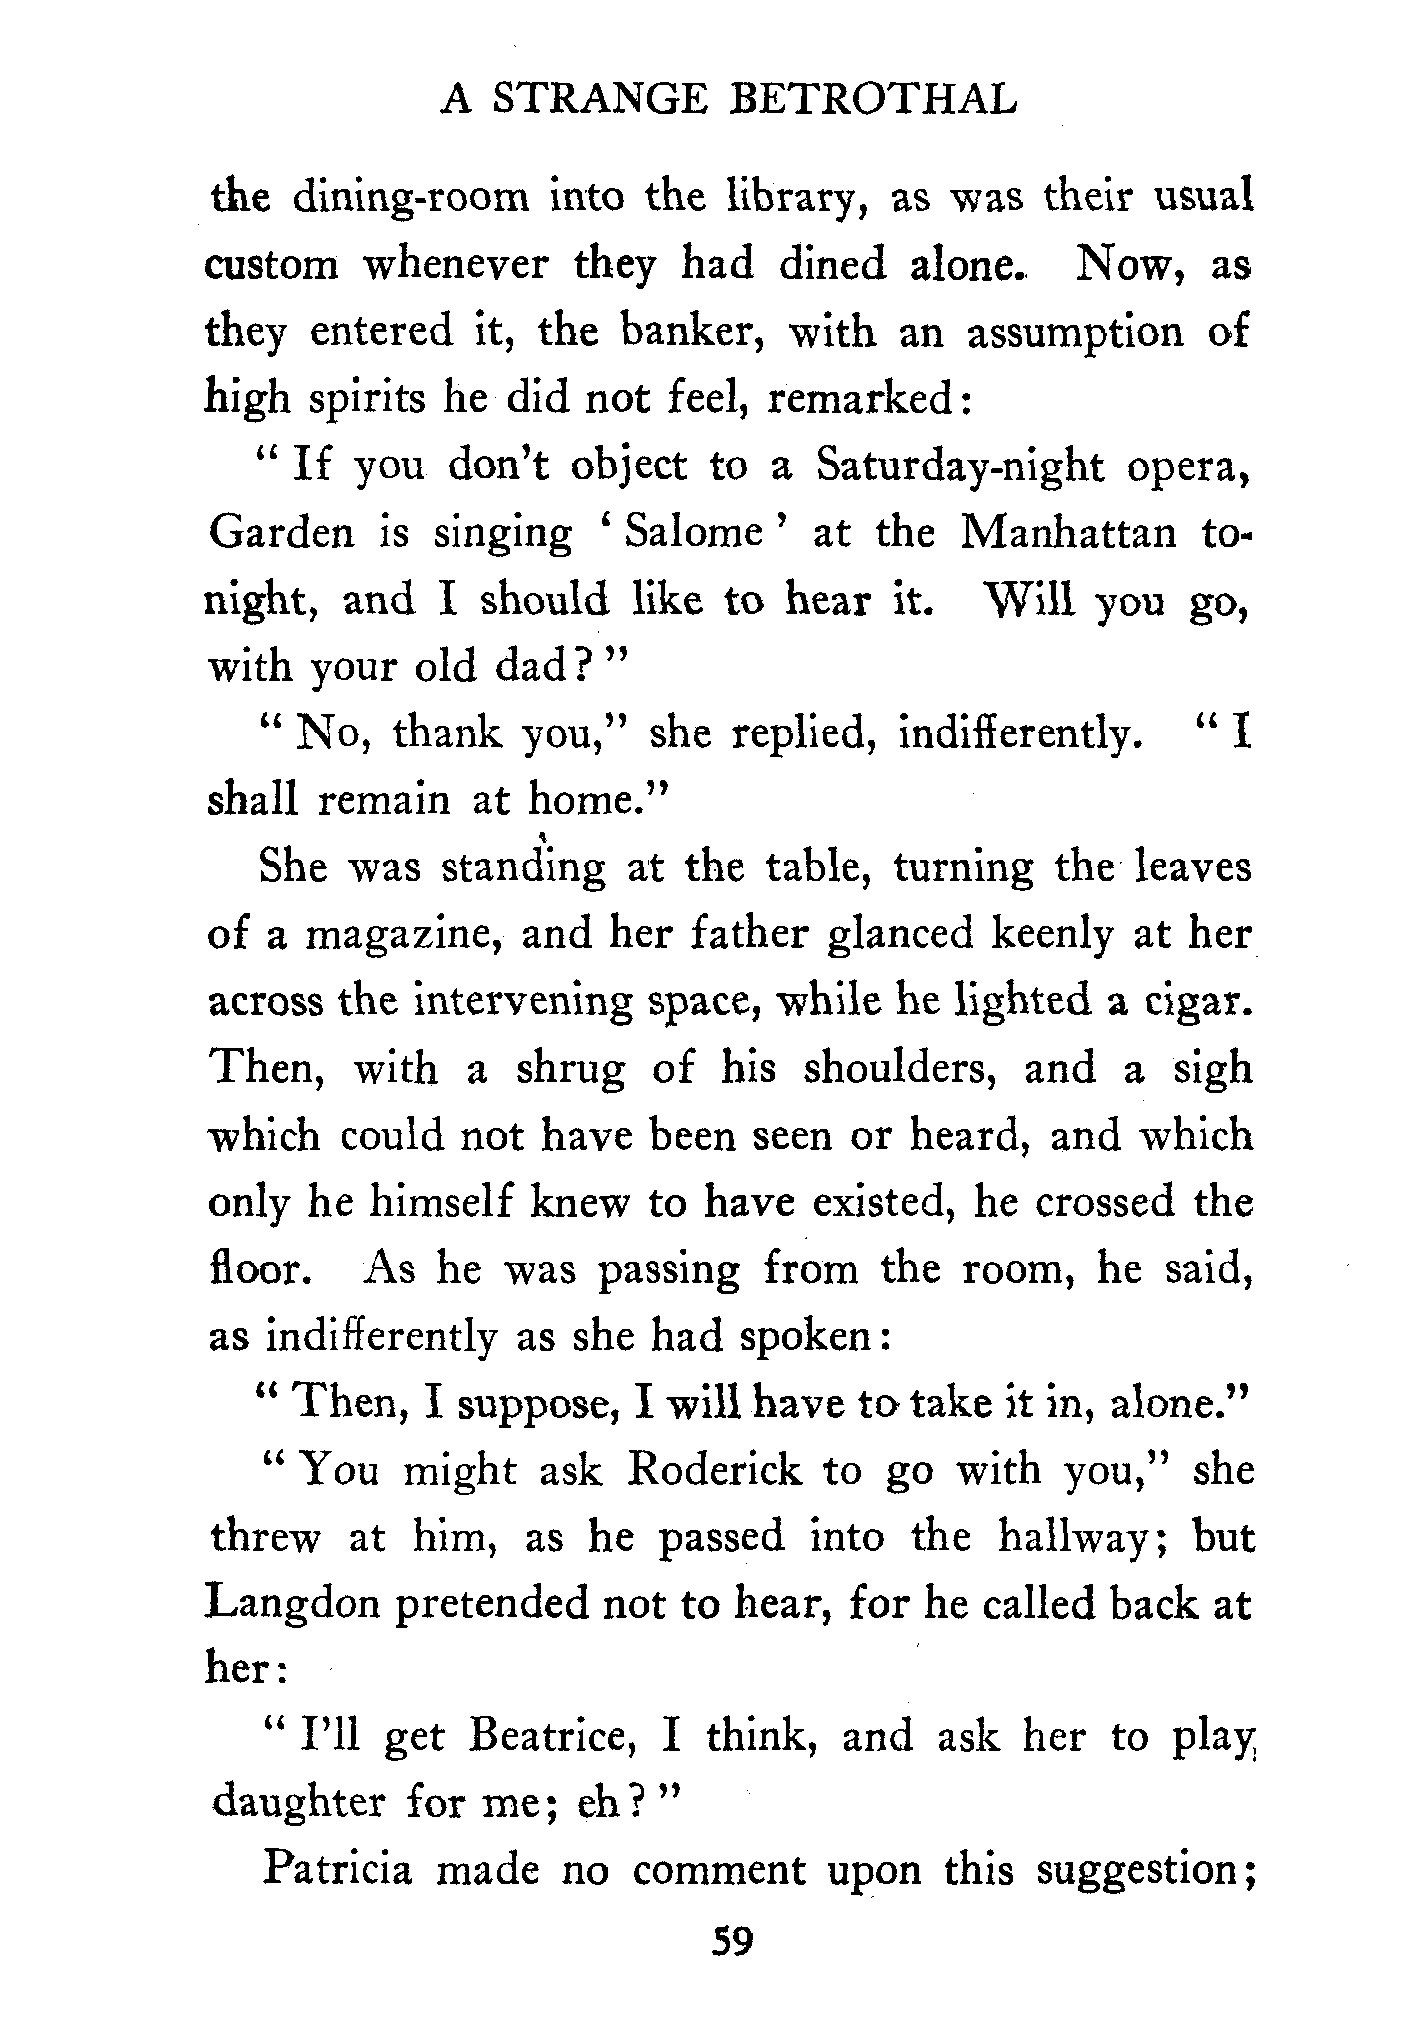 A STRANGE BETROTHAL
the dining-room into the library, as was their usual
custom whenever they had dined alone. Now, as
they entered it, the banker, with an assumption of
high spirits he did not feel, remarked:
“ If you don’t object to a Saturday-night opera,
Garden is singing ‘ Salome ’ at the Manhattan to-
night, and I should like to hear it. Will you go,
with your old dad? ”
“ No, thank you,” she replied, indifferently. “ I
shall remain at home.”
She was standing at the table, turning the leaves
of a magazine, and her father glanced keenly at her
across the intervening space, while he lighted a cigar.
Then, with a shrug of his shoulders, and a sigh
which could not have been seen or heard, and which
only he himself knew to have existed, he crossed the
floor. As he was passing from the room, he said,
as indifferently as she had spoken:
“ Then, I suppose, I will have to take it in, alone.”
“ You might ask Roderick to go with you,” she
threw at him, as he passed into the hallway; but
Langdon pretended not to hear, for he called back at
her:
“ I’ll get Beatrice, I think, and ask her to play
daughter for me; eh? ”
Patricia made no comment upon this suggestion;
59